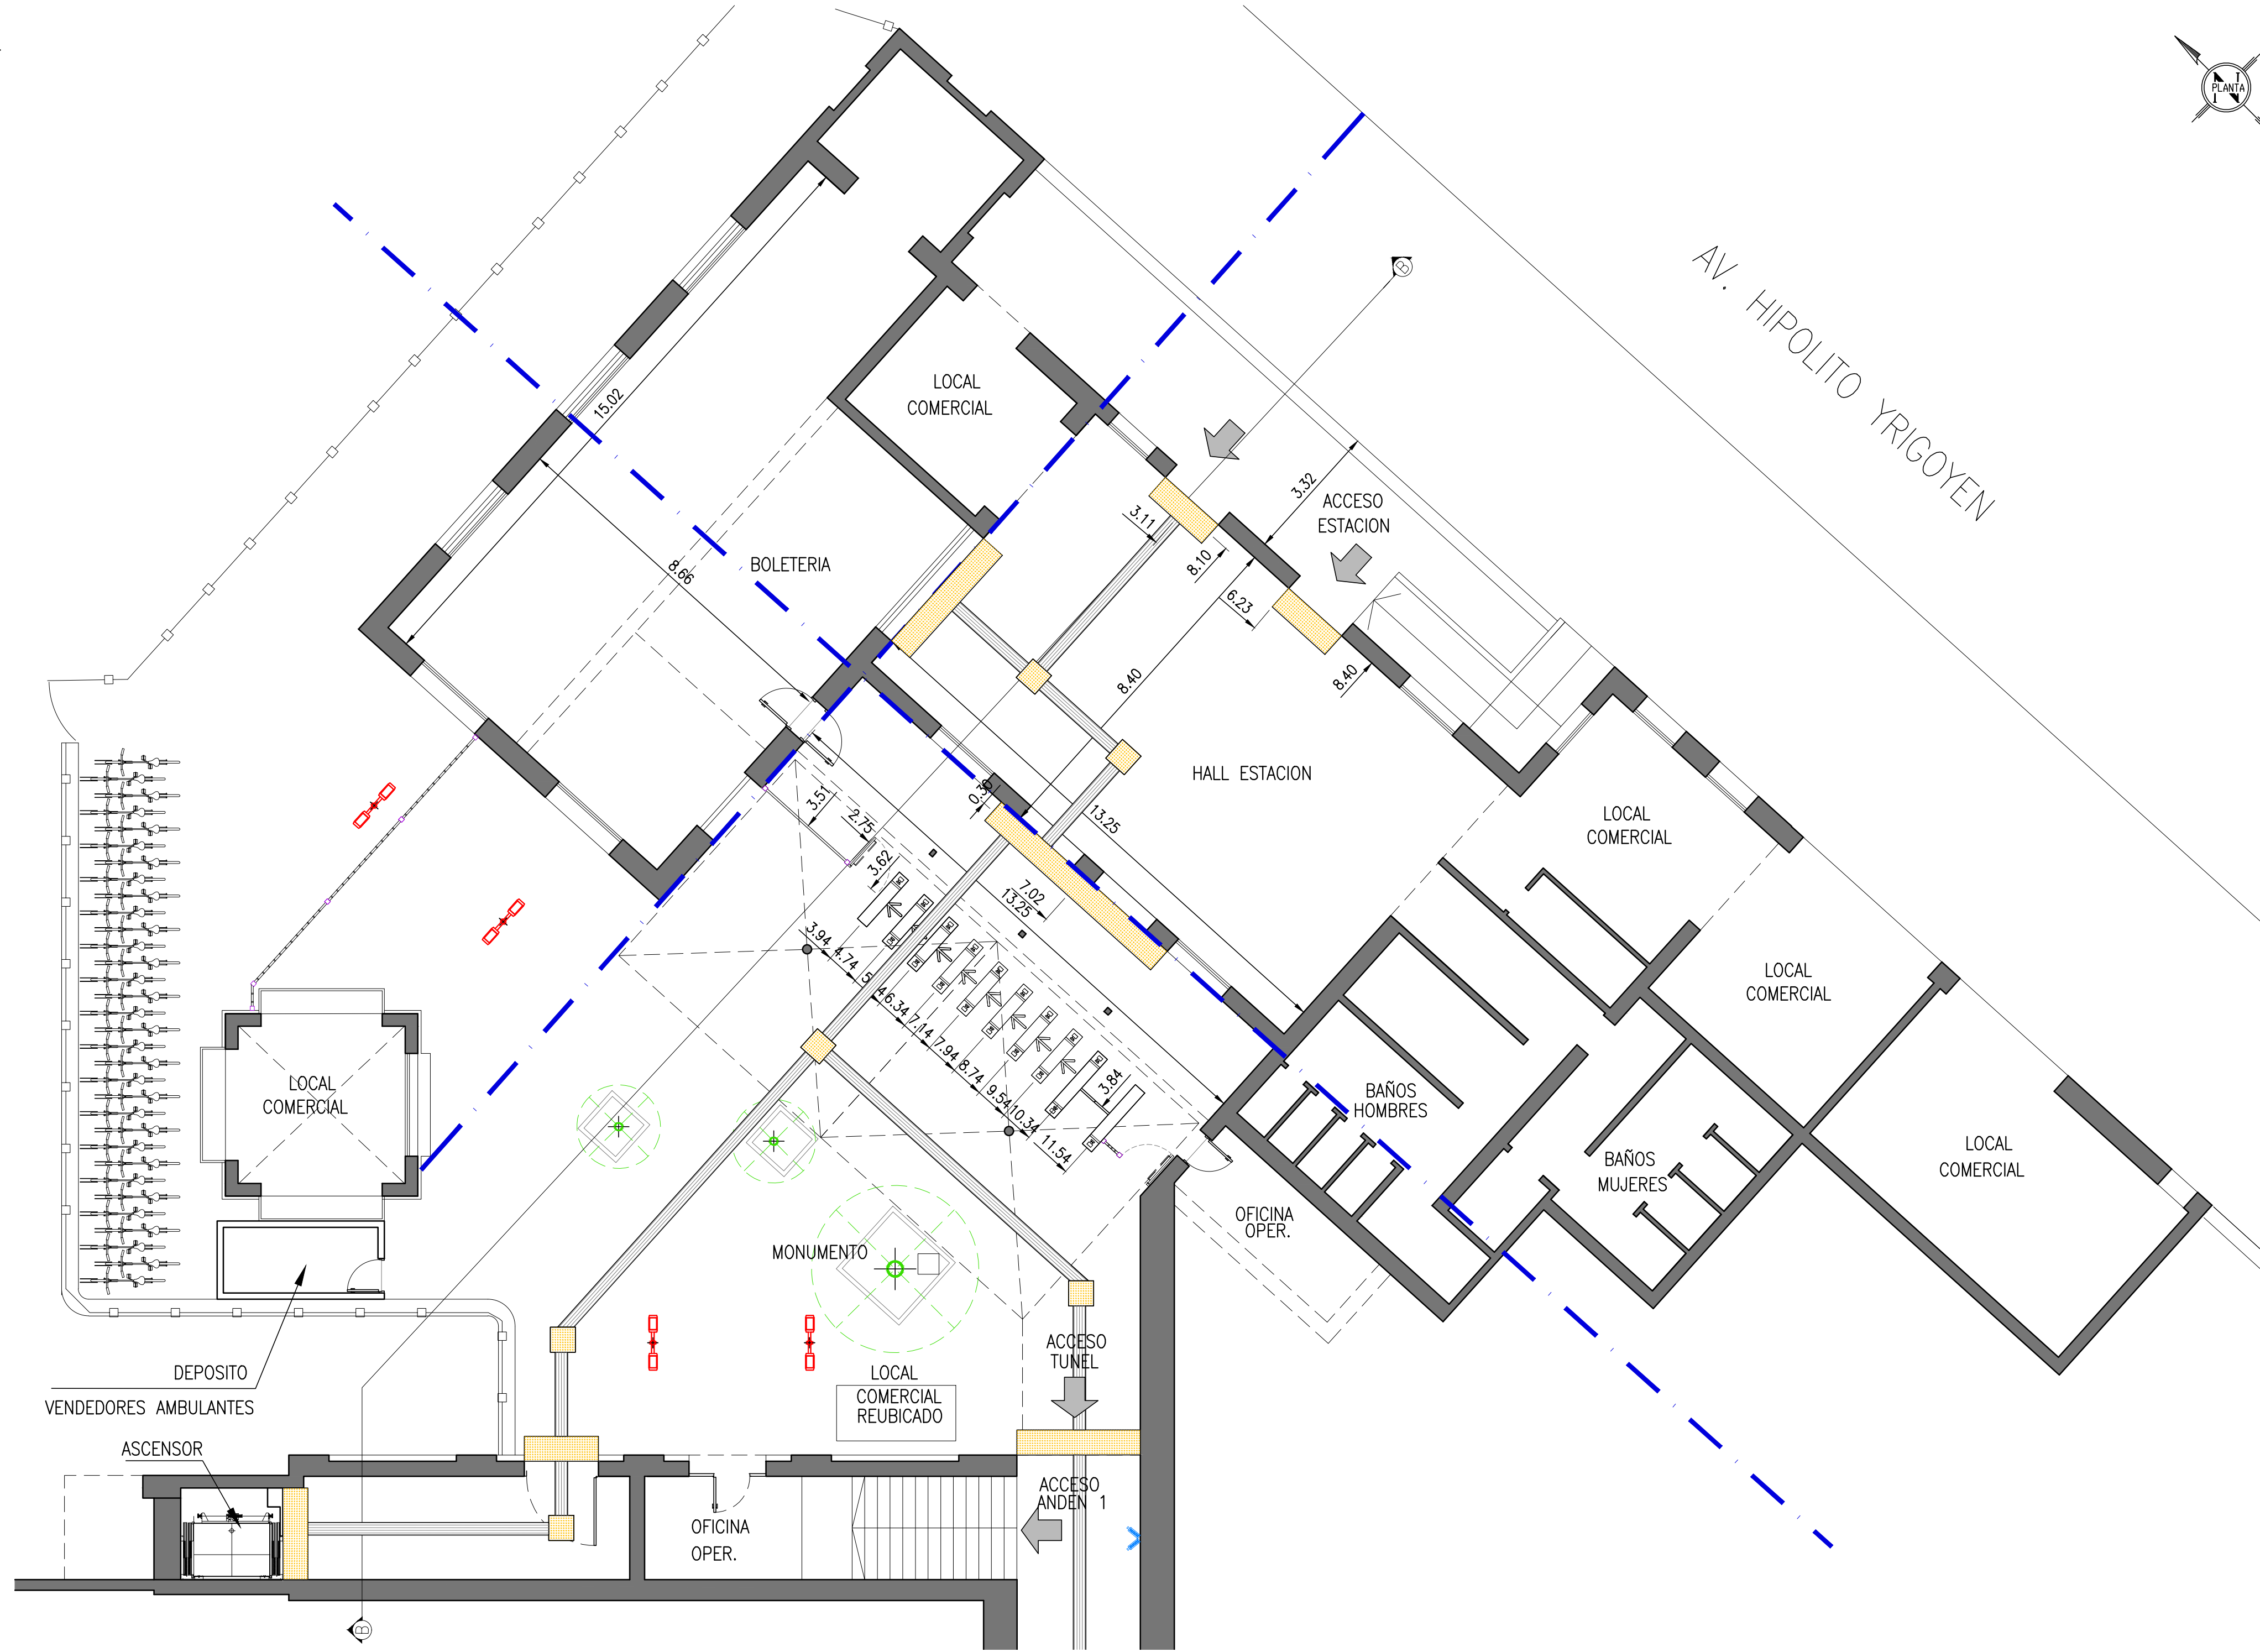 N
PLANTA
AV. HIPOLITO YRIGOYEN
B
LOCAL
COMERCIAL
15.02
3.32
ACCESO
ESTACION
3.11
8.10
BOLETERIA
8.66
6.23
8.40
8.40
HALL ESTACION
3.51
2.75
0.30
13.25
LOCAL
COMERCIAL
3.62
7.02
13.25
3.94
4.74
5
4
6.34
7.14
7.94
8.74
9.54
10.34
11.54
3.84
LOCAL
COMERCIAL
LOCAL
COMERCIAL
BAÑOS
HOMBRES
BAÑOS
MUJERES
LOCAL
COMERCIAL
OFICINA
OPER.
MONUMENTO
ACCESO
TUNEL
LOCAL
COMERCIAL
REUBICADO
DEPOSITO
VENDEDORES AMBULANTES
ASCENSOR
ACCESO
ANDEN 1
OFICINA
OPER.
B